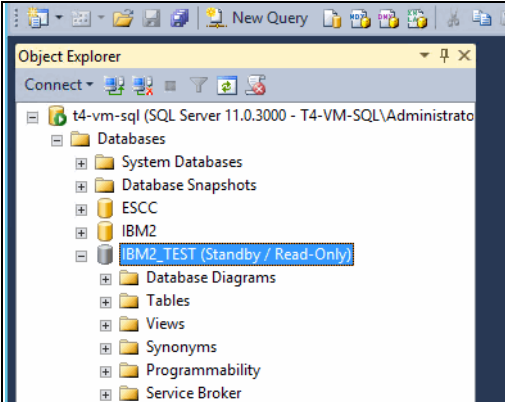 New Query
Object Explorer
Connect
t4-vm-sql (SQL Server 11.0.3000 - T4-VM-SQL\Administrato
Databases
System Databases
Database Snapshots
ESCC
IBM2
IBM2_TEST (Standby / Read-Only)
Database Diagrams
Tables
Views
Synonyms
Programmability
Service Broker